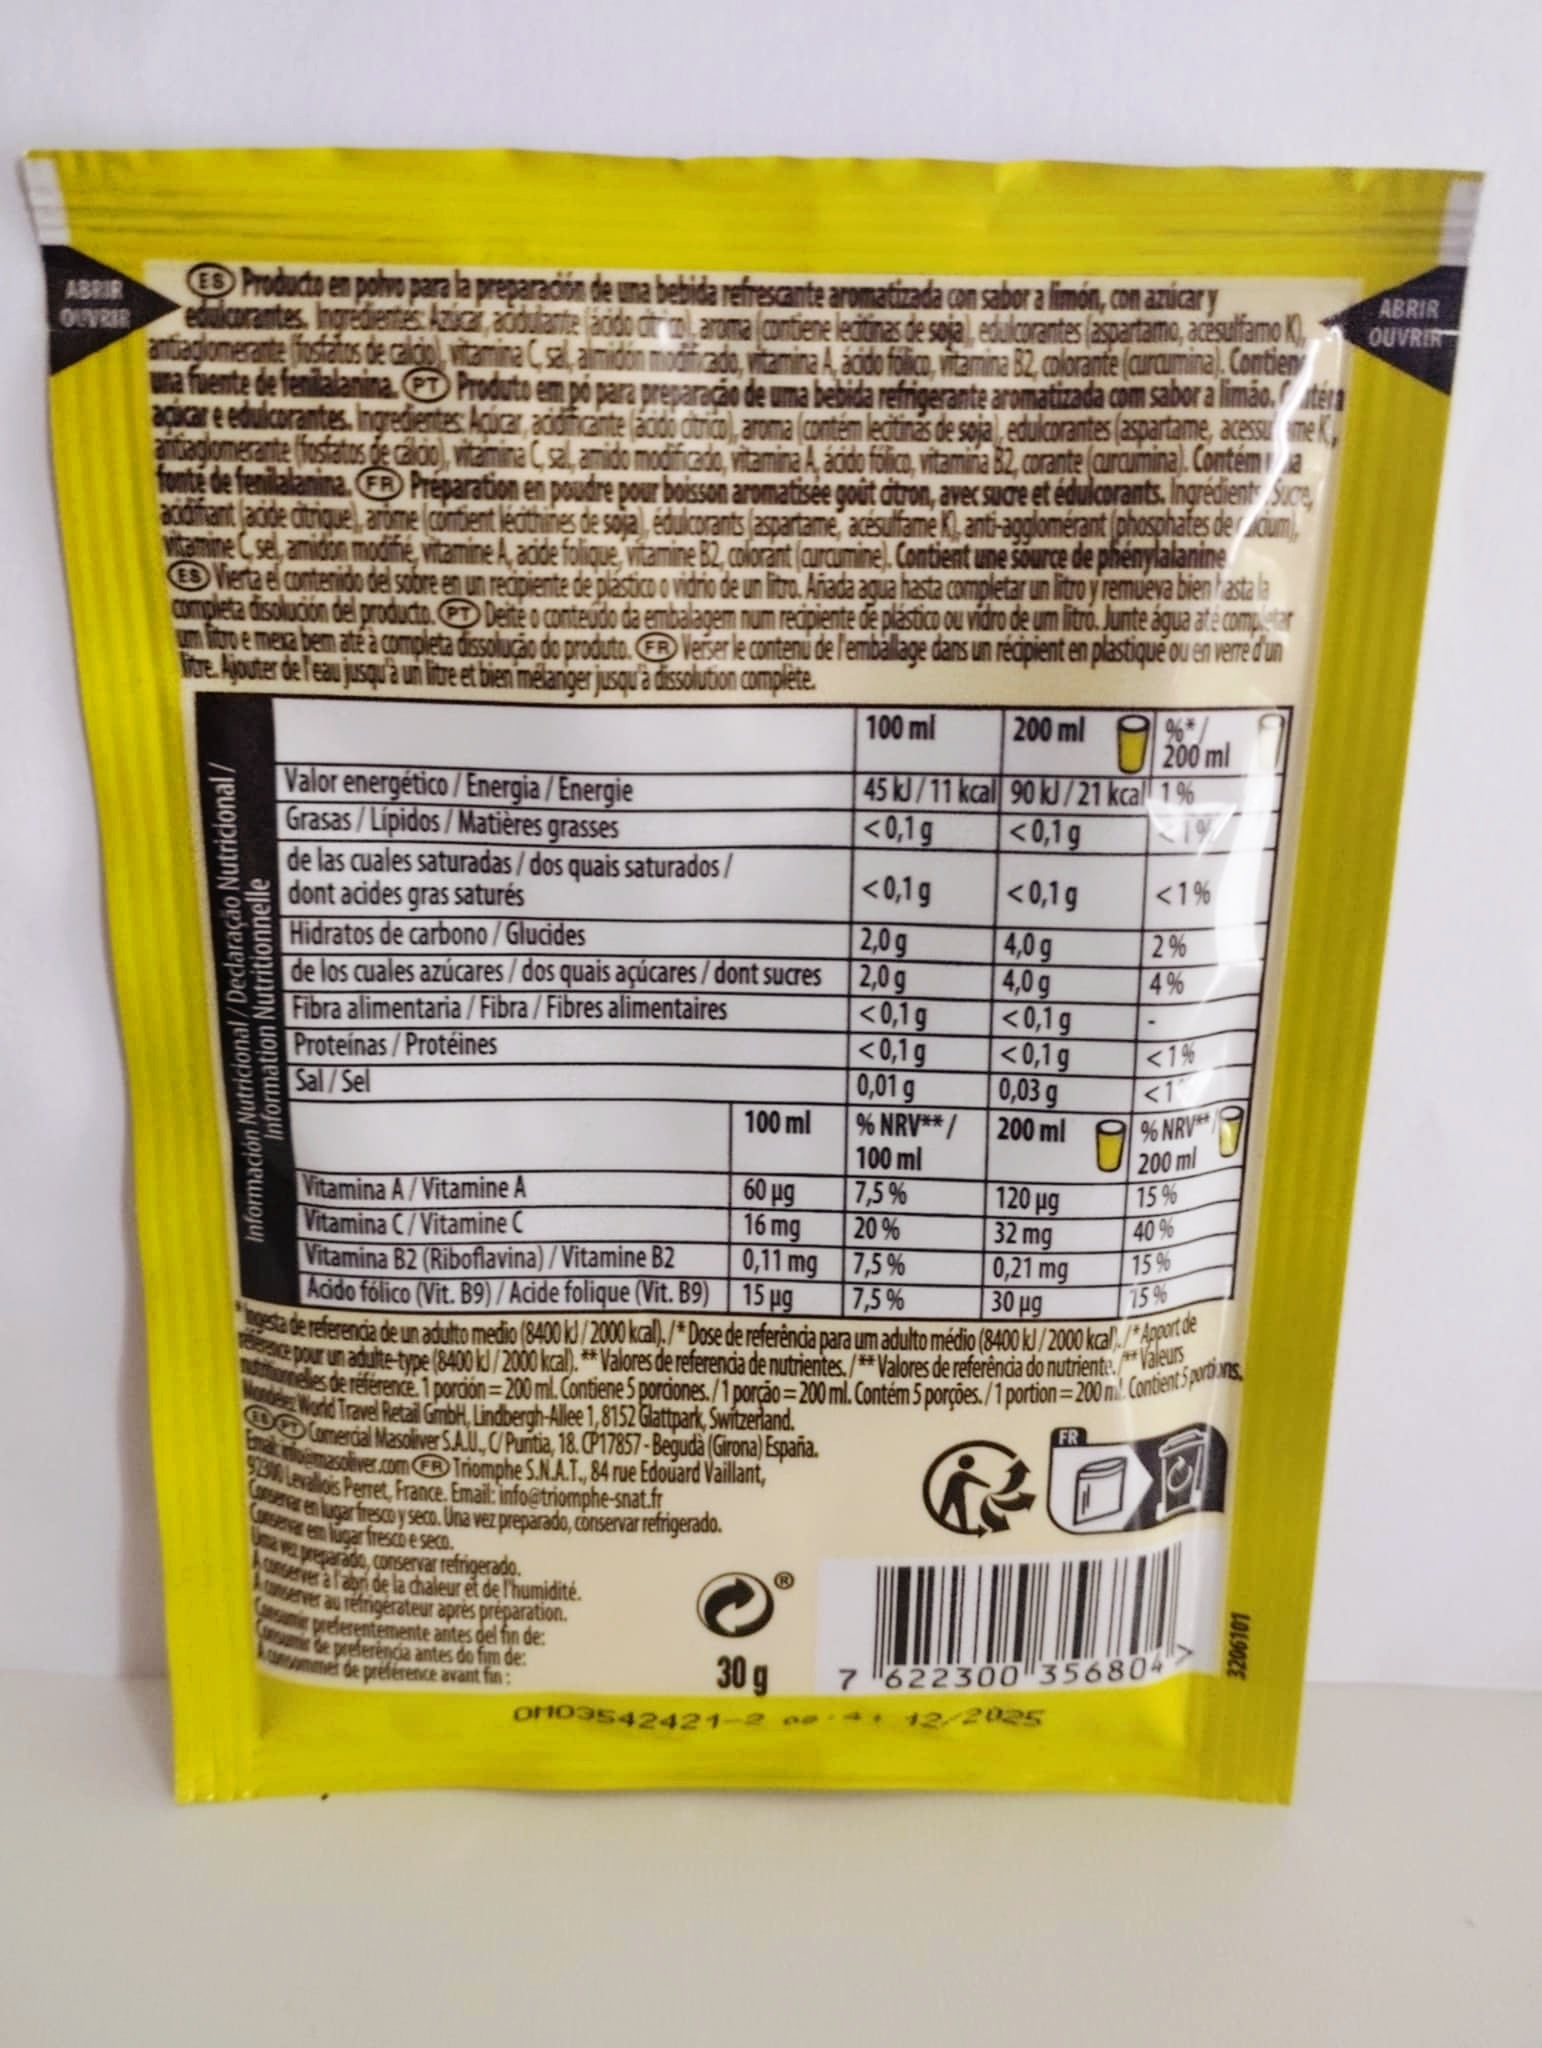 ABRIR
OUVRIR
ABRIR
OUVRIR
ES Producto en polvo para la preparación de una bebida refrescante aromatizada con sabor a limón, con azúcar y
edulcorantes. Ingredientes: Azúcar, acidulante (ácido cítrico), aroma (contiene lecitinas de soja), edulcorantes (aspartamo, acesulfamo K),
antiaglomerante (fosfatos de calcio), vitamina C, sal, almidón modificado, vitamina A, ácido fólico, vitamina B2, colorante (curcumina). Contiene
una fuente de fenilalanina. PT Produto em pó para preparação de uma bebida refrigerante aromatizada com sabor a limão.
açúcar e edulcorantes. Ingredientes: Açúcar, acidificante (ácido cítrico), aroma (contém lecitinas de soja), edulcorantes (aspartame,
antiaglomerante (fosfatos de cálcio), vitamina C, sal, amido modificado, vitamina A, ácido fólico, vitamina B2, corante (curcumina). Contém
fonte de fenilalanina. FR Préparation en poudre pour boisson aromatisée goût citron, avec sucre et édulcorants. Sucre,
acidifiant (acide citrique), arôme (contient lécithines de soja), édulcorants (aspartame, acésulfame K), anti-agglomérant (phosphates de
vitamine C, sel, amidon modifié, vitamine A, acide folique, vitamine B2, colorant (curcumine). Contient une source de phénylalanine.
ES Vierta el contenido del sobre en un recipiente de plástico o vidrio de un litro. Añada agua hasta completar un litro y remueva bien hasta la
completa disolución del producto. PT Deite o conteúdo da embalagem num recipiente de plástico ou vidro de um litro. Junte água até completar
um litro e mexa bem até à completa dissolução do produto. FR Verser le contenu de l'emballage dans un récipient en plastique ou en verre d'un
litre. Ajouter de l'eau jusqu'à un litre et bien mélanger jusqu'à dissolution complète.
Información Nutricional / Declaração Nutricional /
Information Nutritionnelle
100 ml 200 ml %*/
200 ml
Valor energético / Energia / Energie 45 kJ / 11 kcal 90 kJ / 21 kcal 1 %
Grasas / Lípidos / Matières grasses <0,1 g <0,1 g <1%
de las cuales saturadas / dos quais saturados /
dont acides gras saturés <0,1 g <0,1 g <1 %
Hidratos de carbono / Glucides 2,0 g 4,0 g 2 %
de los cuales azúcares / dos quais açúcares / dont sucres 2,0 g 4,0 g 4 %
Fibra alimentaria / Fibra / Fibres alimentaires <0,1 g <0,1 g -
Proteínas / Protéines <0,1 g <0,1 g <1 %
Sal / Sel 0,01 g 0,03 g <1
100 ml % NRV**/ 200 ml % NRV**/
100 ml 200 ml
Vitamina A / Vitamine A 60 µg 7,5 % 120 µg 15 %
Vitamina C / Vitamine C 16 mg 20 % 32 mg 40 %
Vitamina B2 (Riboflavina) / Vitamine B2 0,11 mg 7,5 % 0,21 mg 15 %
Acido fólico (Vit. B9) / Acide folique (Vit. B9) 15 µg 7,5 % 30 µg 15 %
*Ingesta de referencia de un adulto medio (8400 kJ / 2000 kcal). /* Dose de referência para um adulto médio (8400 kJ / 2000 kcal). /* Apport de
référence pour un adulte-type (8400 kJ / 2000 kcal). ** Valores de referencia de nutrientes. /** Valores de referência do nutriente. /** Valeurs
nutritionnelles de référence. 1 porción = 200 ml. Contiene 5 porciones. / 1 porção = 200 ml. Contém 5 porções. / 1 portion = 200 ml. Contient 5 portions.
Mondelez World Travel Retail GmbH, Lindbergh-Allee 1, 8152 Glattpark, Switzerland.
ES PT Comercial Masoliver S.A.U., C/ Puntia, 18. CP17857 - Begudà (Girona) España.
Email: info@masoliver.com FR Triomphe S.N.A.T., 84 rue Edouard Vaillant,
92300 Levallois Perret, France. Email: info@triomphe-snat.fr
Conservar en lugar fresco y seco. Una vez preparado, conservar refrigerado.
Conservar em lugar fresco e seco.
Uma vez preparado, conservar refrigerado.
A conserver à l'abri de la chaleur et de l'humidité.
A conserver au réfrigérateur après préparation.
Consumir preferentemente antes del fin de:
Consumir de preferência antes do fim de:
A consommer de préférence avant fin :
FR
®
30 g
7 622300 356804 >
3206101
OMO3542421-2 12/2025